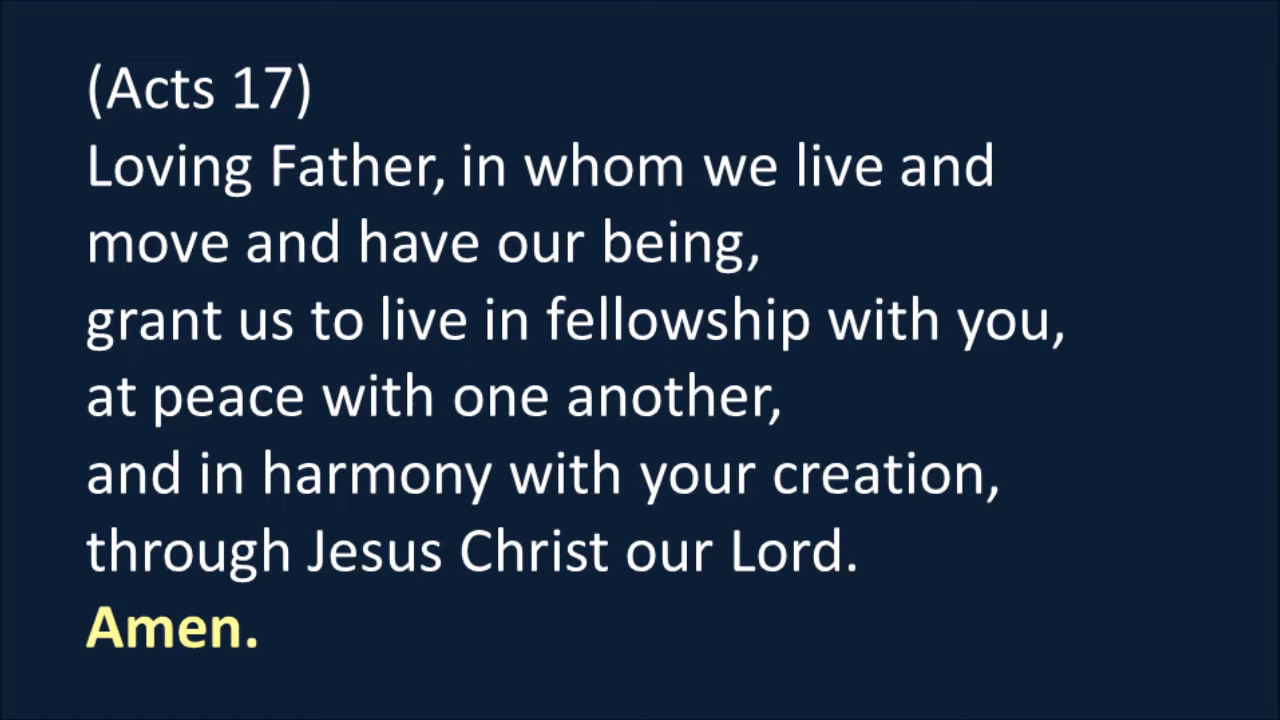 (Acts 17)
Loving Father, in whom we live and
move and have our being,
grant us to live in fellowship with you,
at peace with one another,
and in harmony with your creation,
through Jesus Christ our Lord.
Amen.